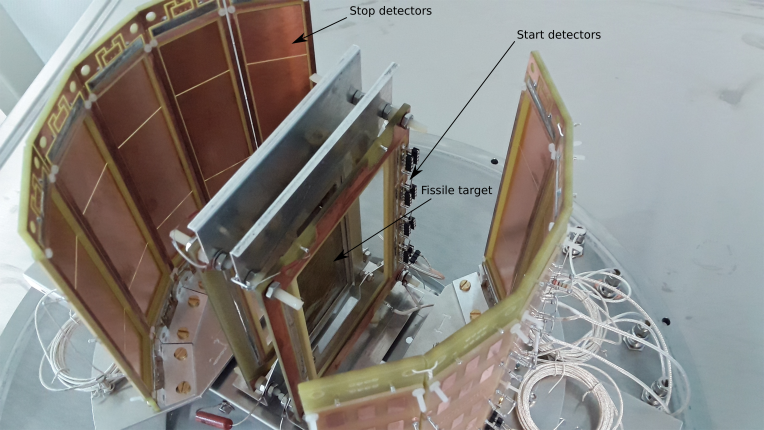 Stop detectors
Start detectors
Fissile target